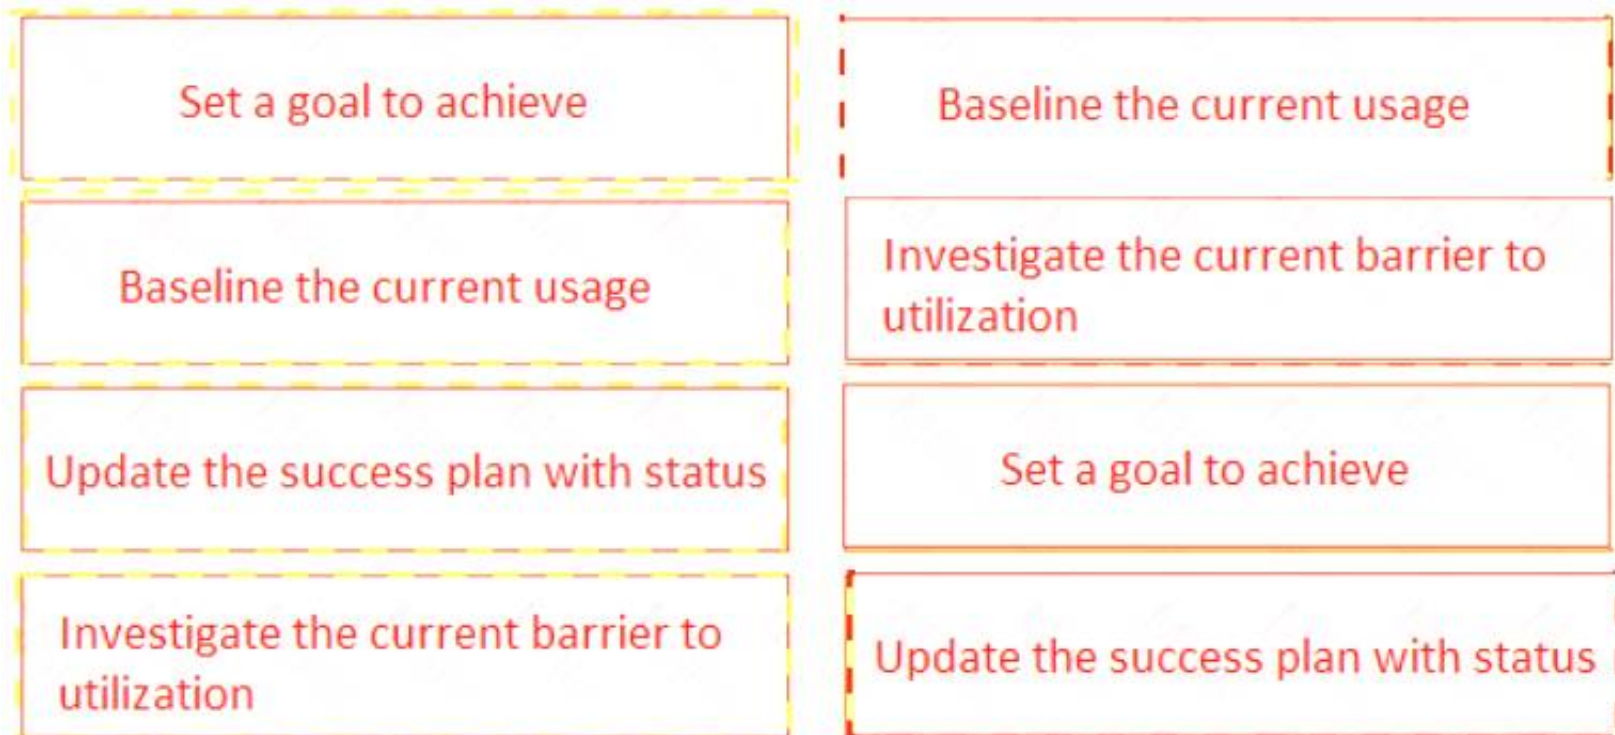 Set a goal to achieve
Baseline the current usage
Update the success plan with status
Investigate the current barrier to
utilization
Baseline the current usage
Investigate the current barrier to
utilization
Set a goal to achieve
Update the success plan with status